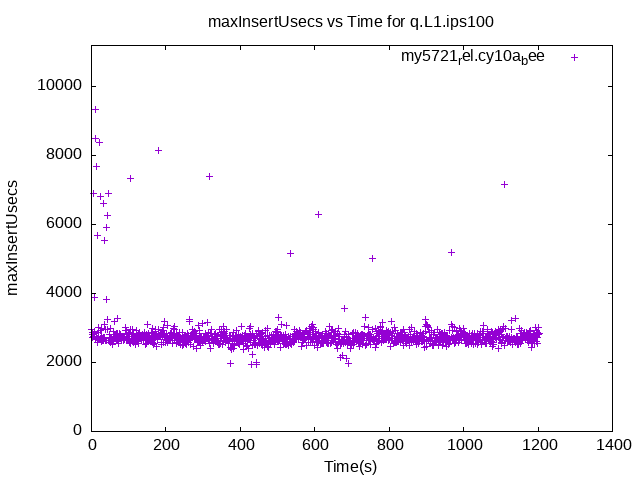 maxInsertUsecs vs Time for q.L1.ips100
my5721rel.cy10abee
10000
8000
6000
4000
2000
0
maxInsertUsecs
0 200 400 600 800 1000 1200 1400
Time(s)